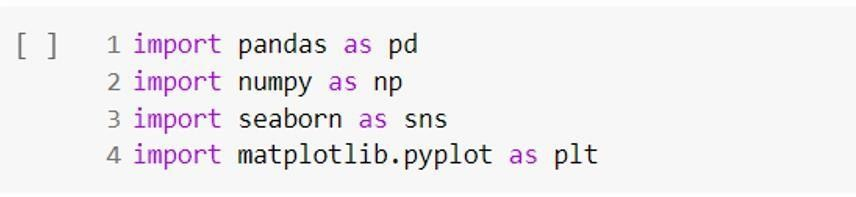 [ ] 1 import pandas as pd
2 import numpy as np
3 import seaborn as sns
4 import matplotlib.pyplot as plt